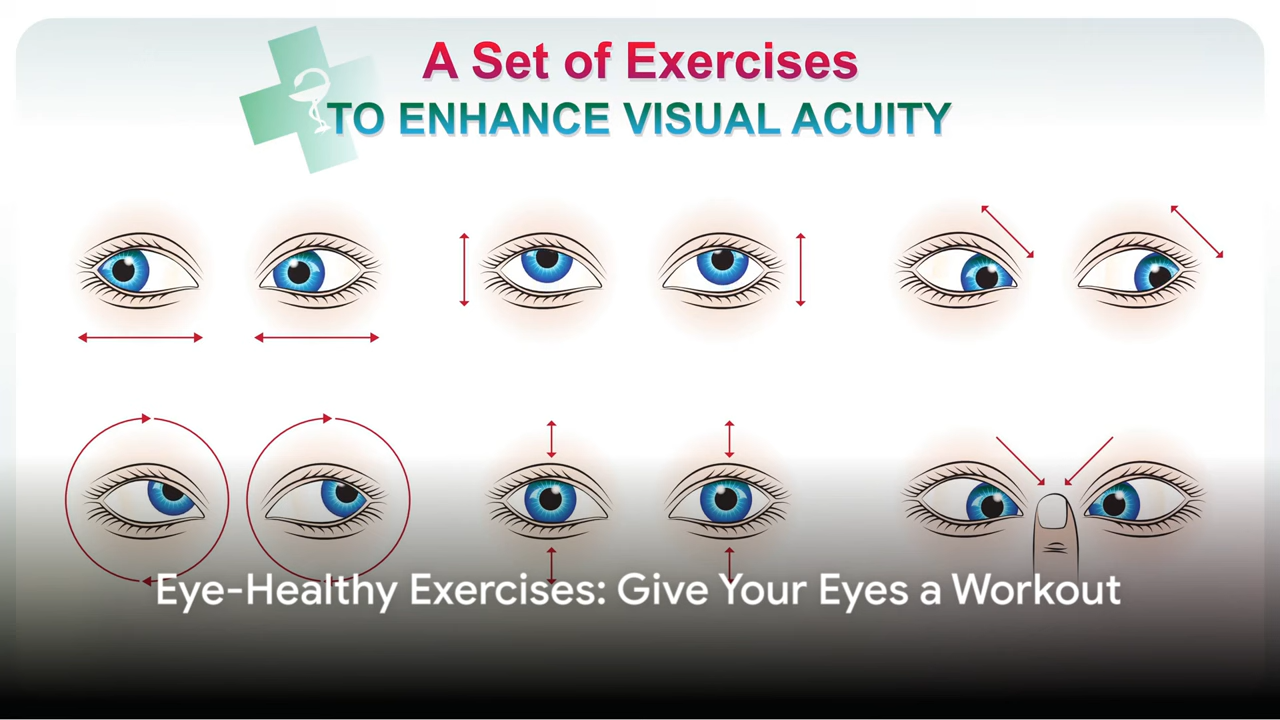 A Set of Exercises
TO ENHANCE VISUAL ACUITY
Eye-Healthy Exercises: Give Your Eyes a Workout